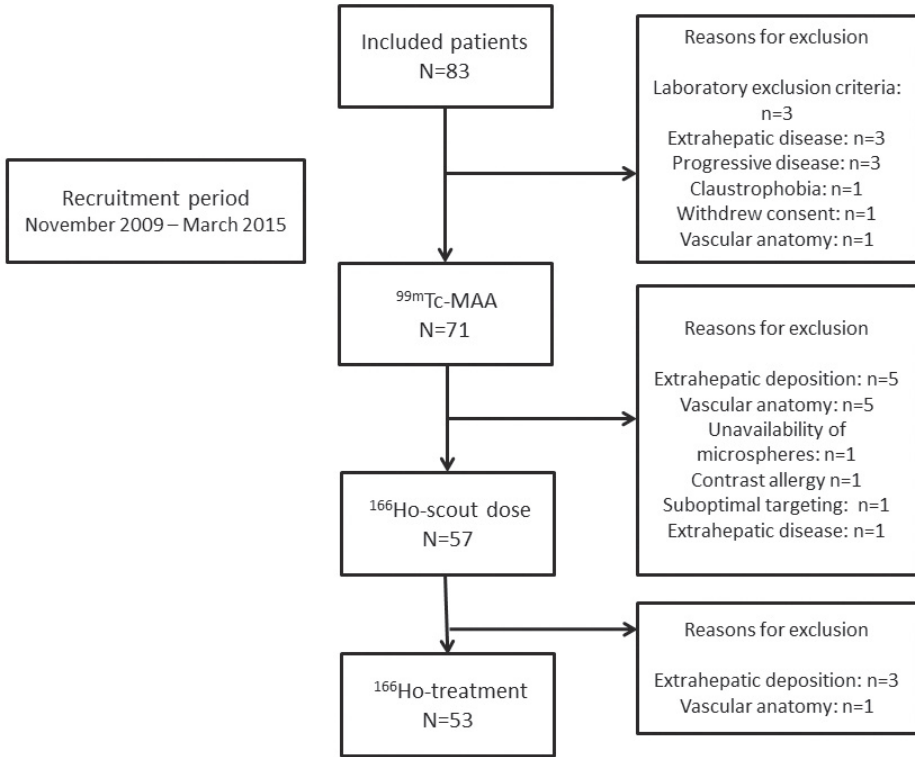 Included patients
N=83
Reasons for exclusion
Laboratory exclusion criteria:
n=3
Extrahepatic disease: n=3
Progressive disease: n=3
Claustrophobia: n=1
Withdrew consent: n=1
Vascular anatomy: n=1
Recruitment period
November 2009 – March 2015
⁹⁹ᵐTc-MAA
N=71
Reasons for exclusion
Extrahepatic deposition: n=5
Vascular anatomy: n=5
Unavailability of
microspheres: n=1
Contrast allergy n=1
Suboptimal targeting:  n=1
Extrahepatic disease: n=1
¹⁶⁶Ho-scout dose
N=57
Reasons for exclusion
Extrahepatic deposition: n=3
Vascular anatomy: n=1
¹⁶⁶Ho-treatment
N=53